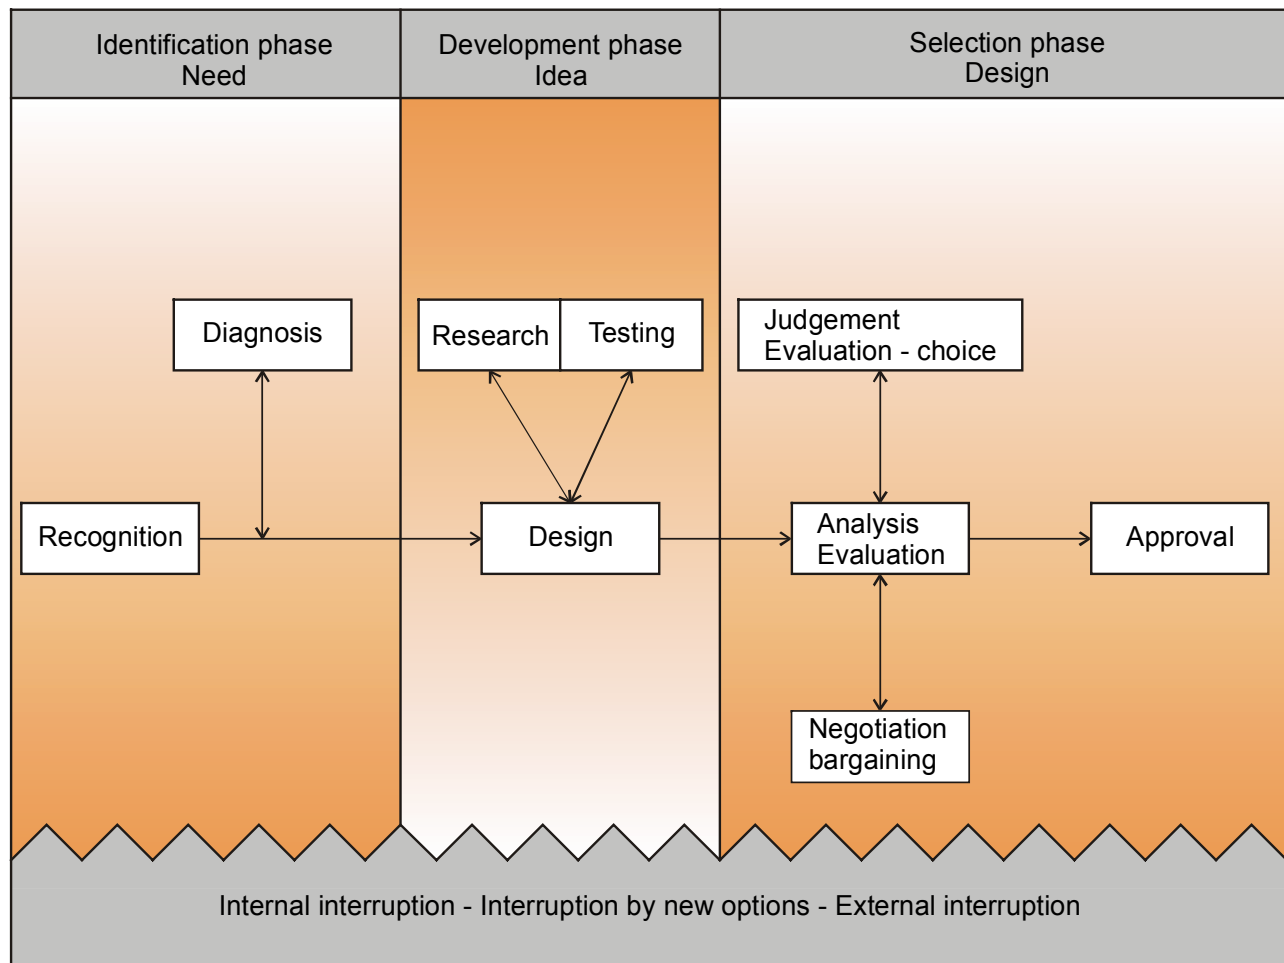 Identification phase
Need
Development phase
Idea
Selection phase
Design
Diagnosis
Research
Testing
Judgement
Evaluation - choice
Recognition
Design
Analysis
Evaluation
Approval
Negotiation
bargaining
Internal interruption - Interruption by new options - External interruption